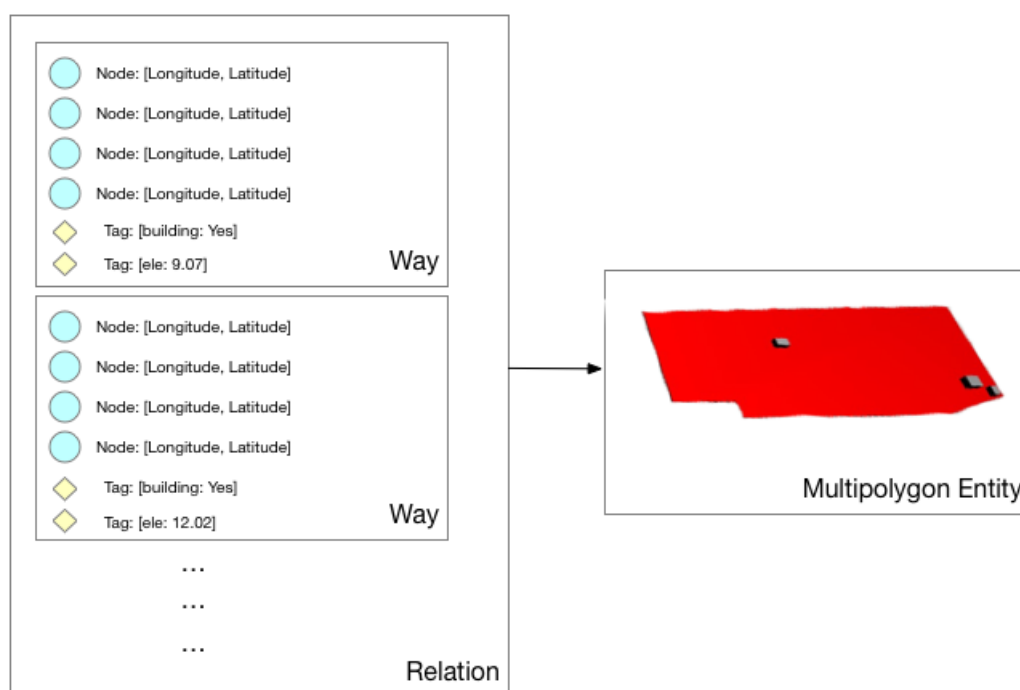 Node: [Longitude, Latitude]
Node: [Longitude, Latitude]
Node: [Longitude, Latitude]
Node: [Longitude, Latitude]
Tag: [building: Yes]
Tag: [ele: 9.07]
Way
Node: [Longitude, Latitude]
Node: [Longitude, Latitude]
Node: [Longitude, Latitude]
Node: [Longitude, Latitude]
Tag: [building: Yes]
Tag: [ele: 12.02]
Way
...
...
...
Relation
Multipolygon Entity